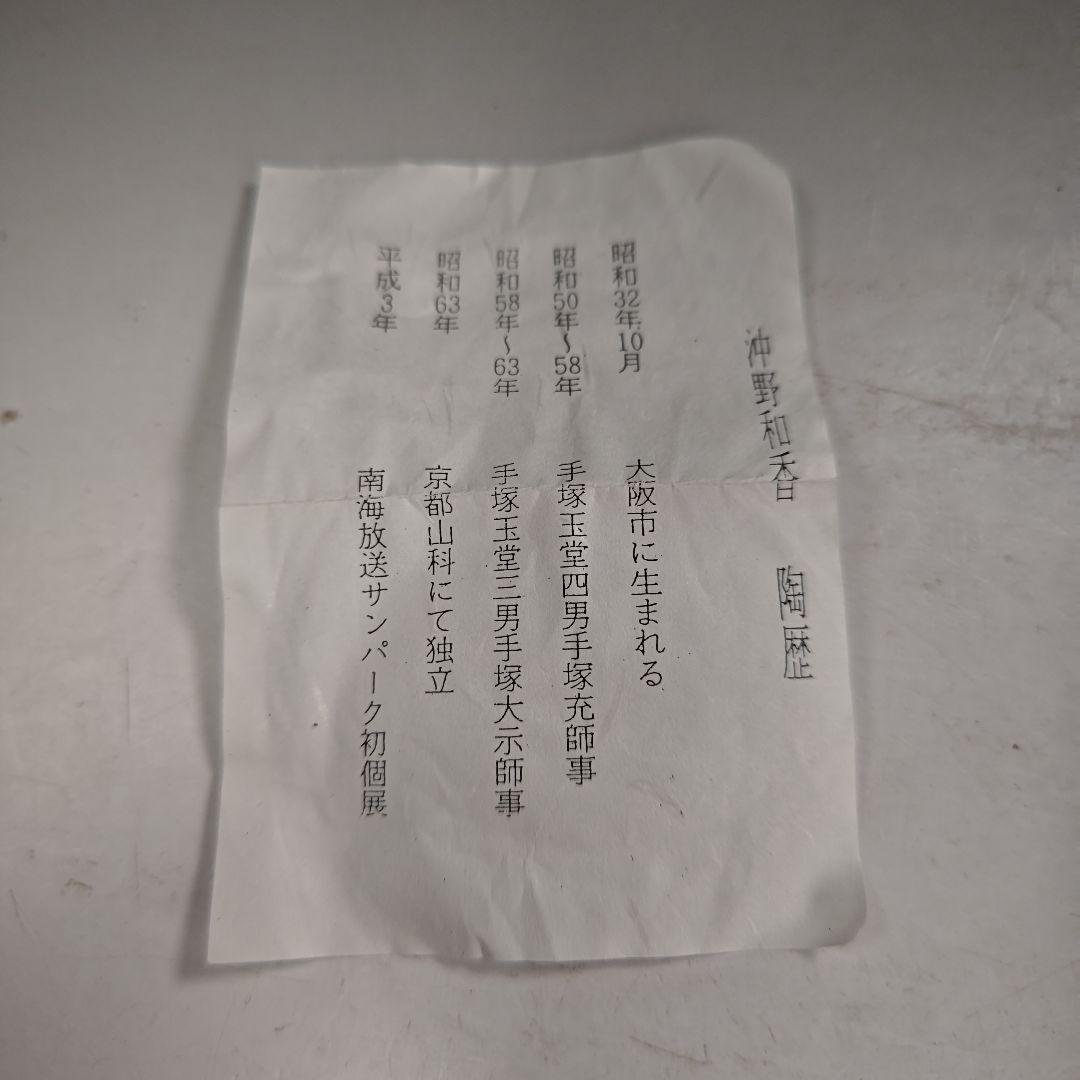 沖野和香 陶歴
昭和32年10月 大阪市に生まれる
昭和50年〜58年 手塚玉堂四男手塚充師事
昭和58年〜63年 手塚玉堂三男手塚大示師事
昭和63年 京都山科にて独立
平成3年 南海放送サンパーク初個展